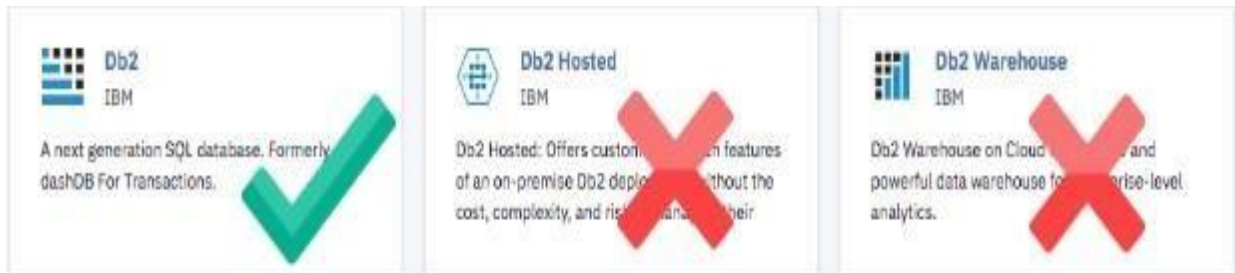 Db2
IBM
A next generation SQL database. Formerly
dashDB For Transactions.
Db2 Hosted
IBM
Db2 Hosted: Offers features
of an on-premise Db2 without the
cost, complexity, and their
Db2 Warehouse
IBM
Db2 Warehouse on Cloud and
powerful data warehouse
analytics.